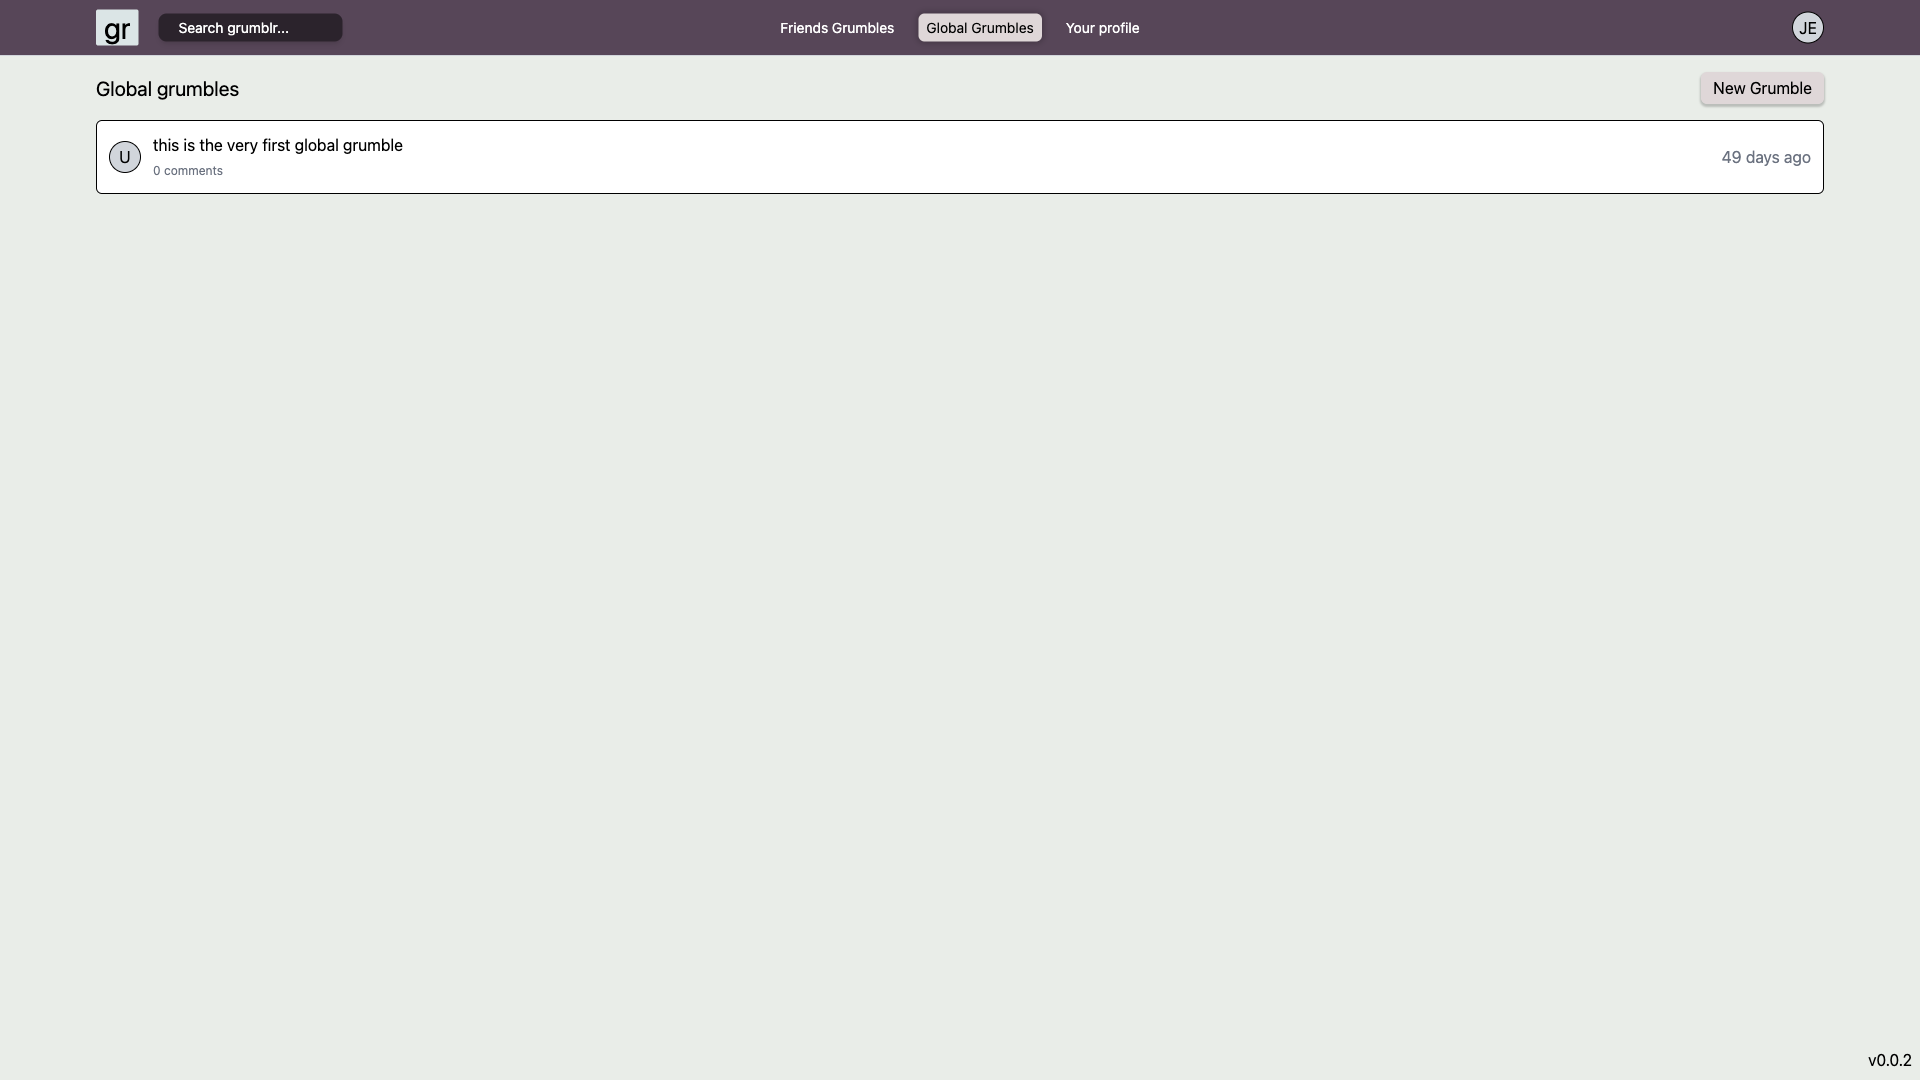 gr
Search grumblr...
Friends Grumbles
Global Grumbles
Your profile
JE
Global grumbles
New Grumble
U
this is the very first global grumble
0 comments
49 days ago
v0.0.2